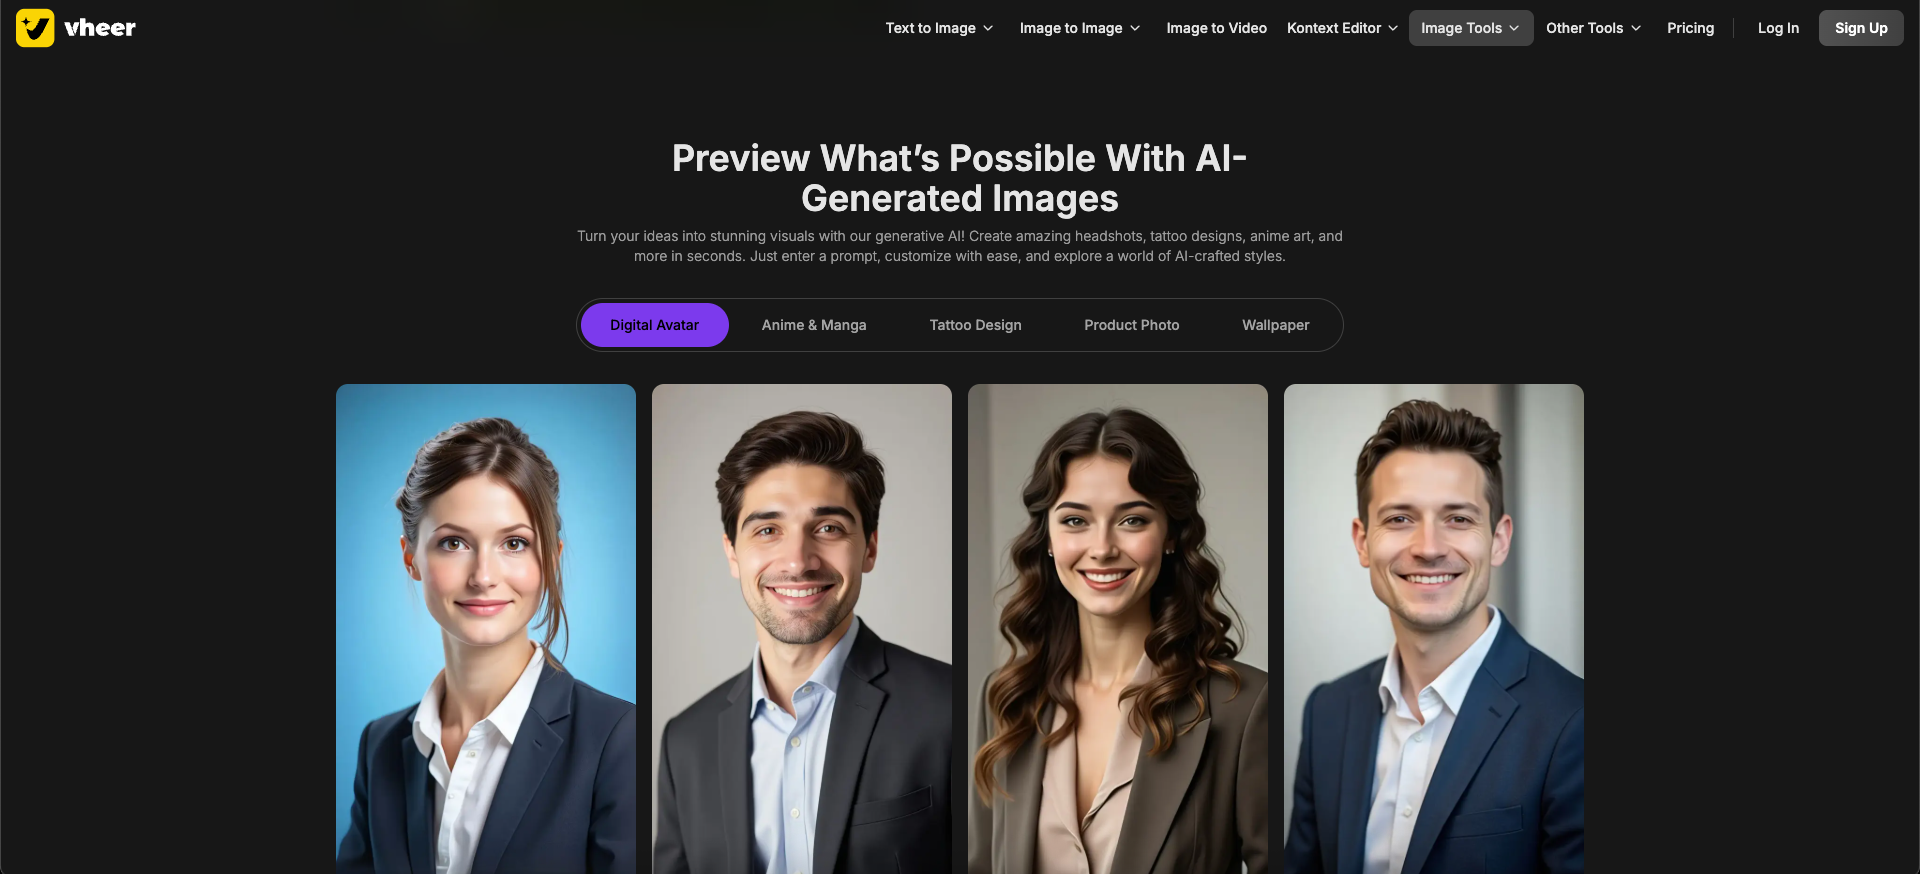 vheer
Text to Image
Image to Image
Image to Video
Kontext Editor
Image Tools
Other Tools
Pricing
Log In
Sign Up
Preview What’s Possible With AI-
Generated Images
Turn your ideas into stunning visuals with our generative AI! Create amazing headshots, tattoo designs, anime art, and
more in seconds. Just enter a prompt, customize with ease, and explore a world of AI-crafted styles.
Digital Avatar
Anime & Manga
Tattoo Design
Product Photo
Wallpaper